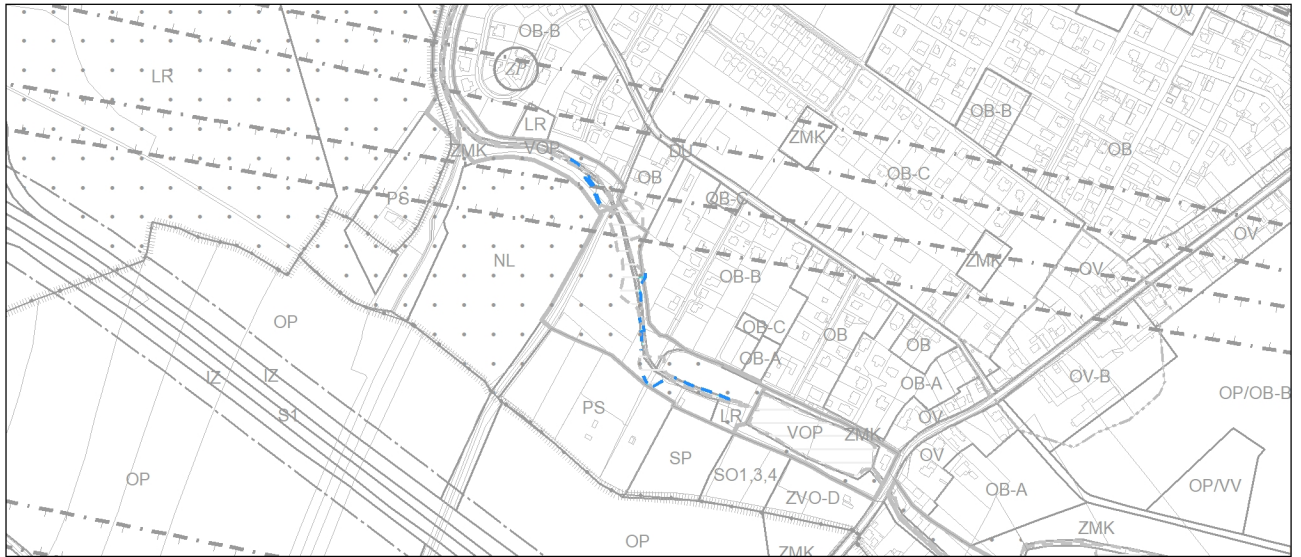 OV
OB-B
ZP
LR
OB-B
LR
ZMK
ZMK
VOP
DU
OB
OB
OB-C
PS
OB-C
OV
ZMK
NL
OV
OB-B
OP
OB-C
OB
OB
OB-A
IZ
IZ
OV-B
OB-A
OP/OB-B
S1
PS
LR
OV
VOP
ZMK
OV
SP
SO1,3,4
OP
OP/VV
OB-A
ZVO-D
ZMK
OP
ZMK